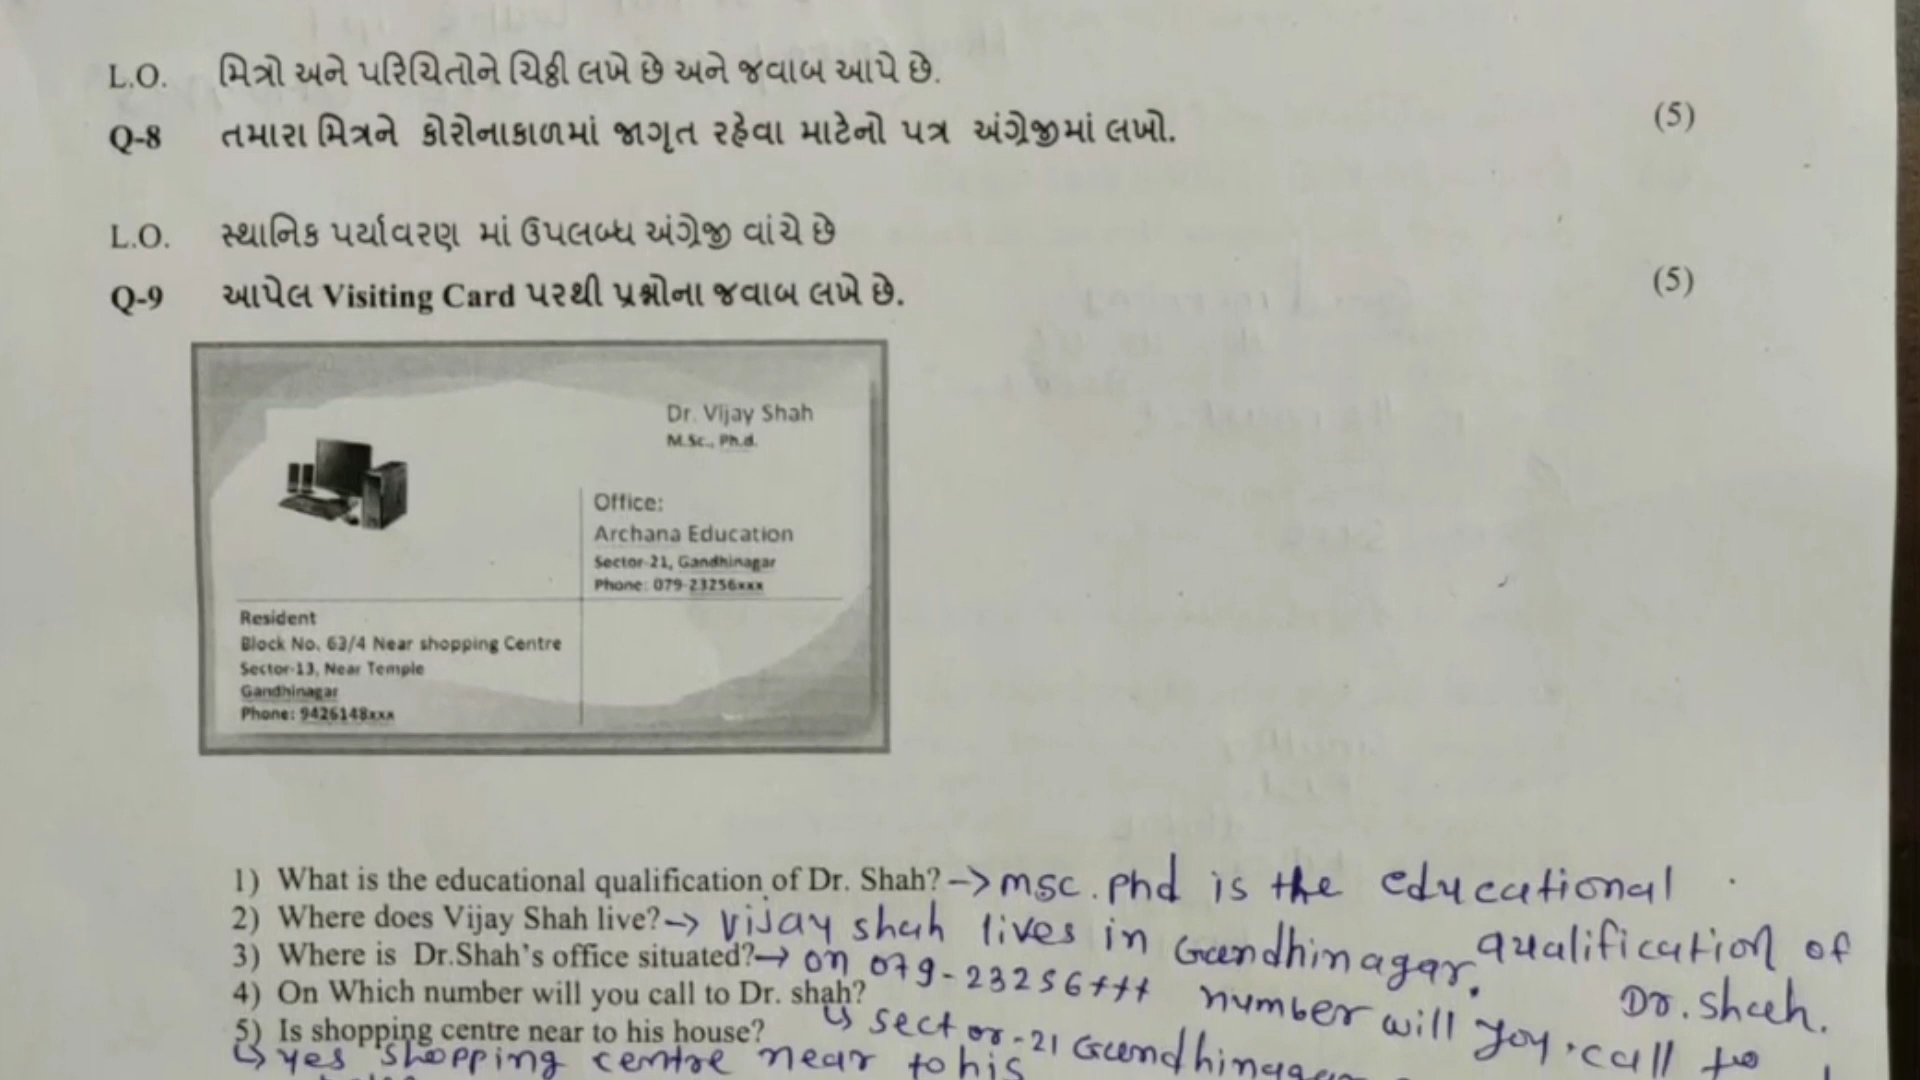 L.O. મિત્રો અને પરિચિતોને ચિઠ્ઠી લખે છે અને જવાબ આપે છે.
Q-8 તમારા મિત્રને કોરોનાકાળમાં જાગૃત રહેવા માટેનો પત્ર અંગ્રેજીમાં લખો. (5)
L.O. સ્થાનિક પર્યાવરણ માં ઉપલબ્ધ અંગ્રેજી વાંચે છે
Q-9 આપેલ Visiting Card પરથી પ્રશ્નોના જવાબ લખે છે. (5)
Dr. Vijay Shah
M.Sc., Ph.d.
Office:
Archana Education
Sector-21, Gandhinagar
Phone: 079-23256xxx
Resident
Block No. 63/4 Near shopping Centre
Sector-13, Near Temple
Gandhinagar
Phone: 9426148xxx
1) What is the educational qualification of Dr. Shah? → msc. phd is the educational
qualification of
Dr. Shah.
2) Where does Vijay Shah live? → vijay shah lives in Gandhinagar.
3) Where is Dr.Shah's office situated? → on 079-23256+++ number will you call to
4) On Which number will you call to Dr. shah?
↳ sector-21 Gandhinagar
5) Is shopping centre near to his house?
↳ yes shopping centre near to his